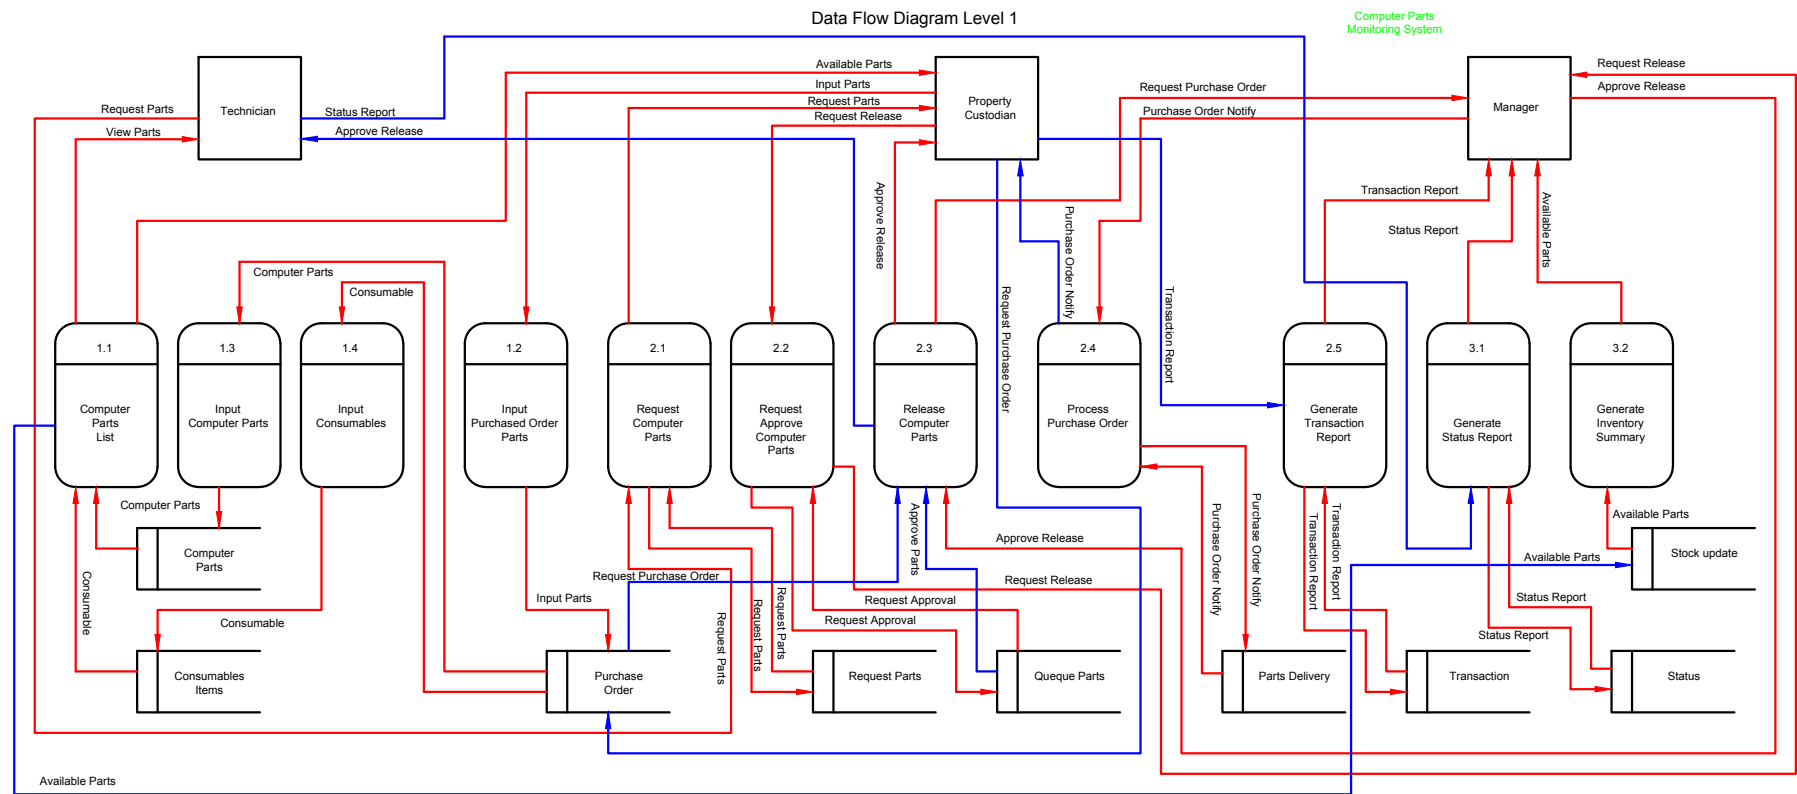 Data Flow Diagram Level 1
Computer Parts
Monitoring System
Available Parts
Request Release
Input Parts
Request Purchase Order
Approve Release
Request Parts
Technician
Status Report
Request Parts
Property
Custodian
Purchase Order Notify
Manager
Request Release
View Parts
Approve Release
Approve Release
Purchase Order Notify
Transaction Report
Available Parts
Status Report
Computer Parts
Consumable
Request Purchase Order
Transaction Report
1.1
1.3
1.4
1.2
2.1
2.2
2.3
2.4
2.5
3.1
3.2
Computer
Parts
List
Input
Computer Parts
Input
Consumables
Input
Purchased Order
Parts
Request
Computer
Parts
Request
Approve
Computer
Parts
Release
Computer
Parts
Process
Purchase Order
Generate
Transaction
Report
Generate
Status Report
Generate
Inventory
Summary
Computer Parts
Approve Parts
Purchase Order Notify
Purchase Order Notify
Transaction Report
Transaction Report
Available Parts
Computer
Parts
Approve Release
Available Parts
Stock update
Consumable
Request Purchase Order
Request Release
Input Parts
Request Parts
Request Parts
Request Parts
Request Approval
Status Report
Consumable
Request Approval
Status Report
Consumables
Items
Purchase
Order
Request Parts
Queque Parts
Parts Delivery
Transaction
Status
Available Parts